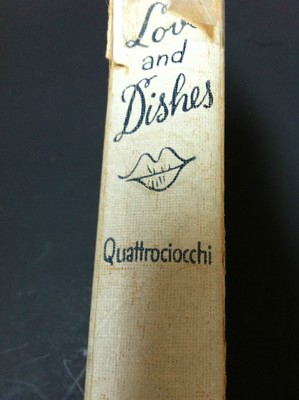 Lov
and
Dishes
Quattrociocchi